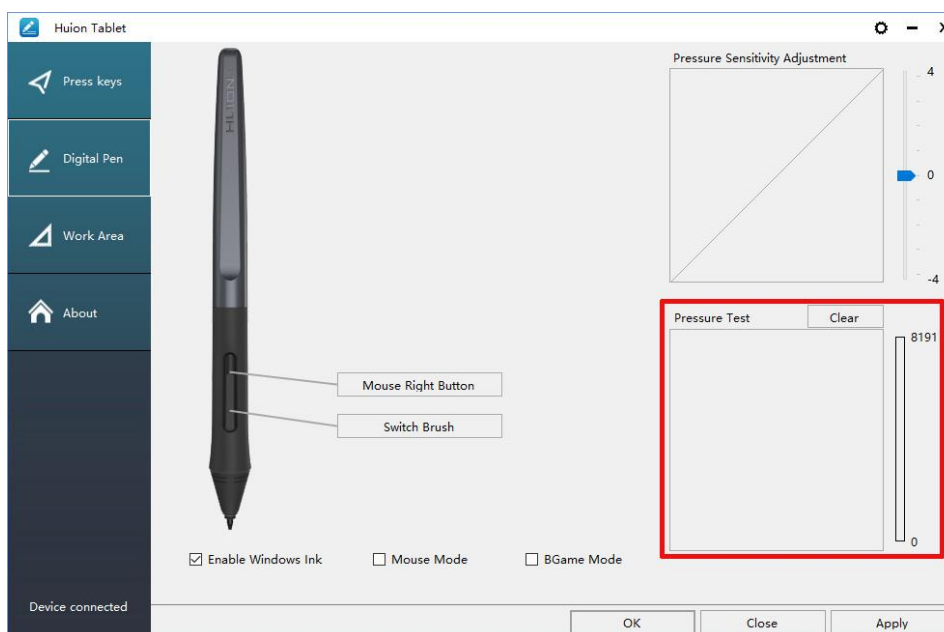 Huion Tablet
Press keys
Digital Pen
Work Area
About
Device connected
HUION
Mouse Right Button
Switch Brush
Enable Windows Ink
Mouse Mode
BGame Mode
Pressure Sensitivity Adjustment
4
0
-4
Pressure Test
Clear
8191
0
OK
Close
Apply